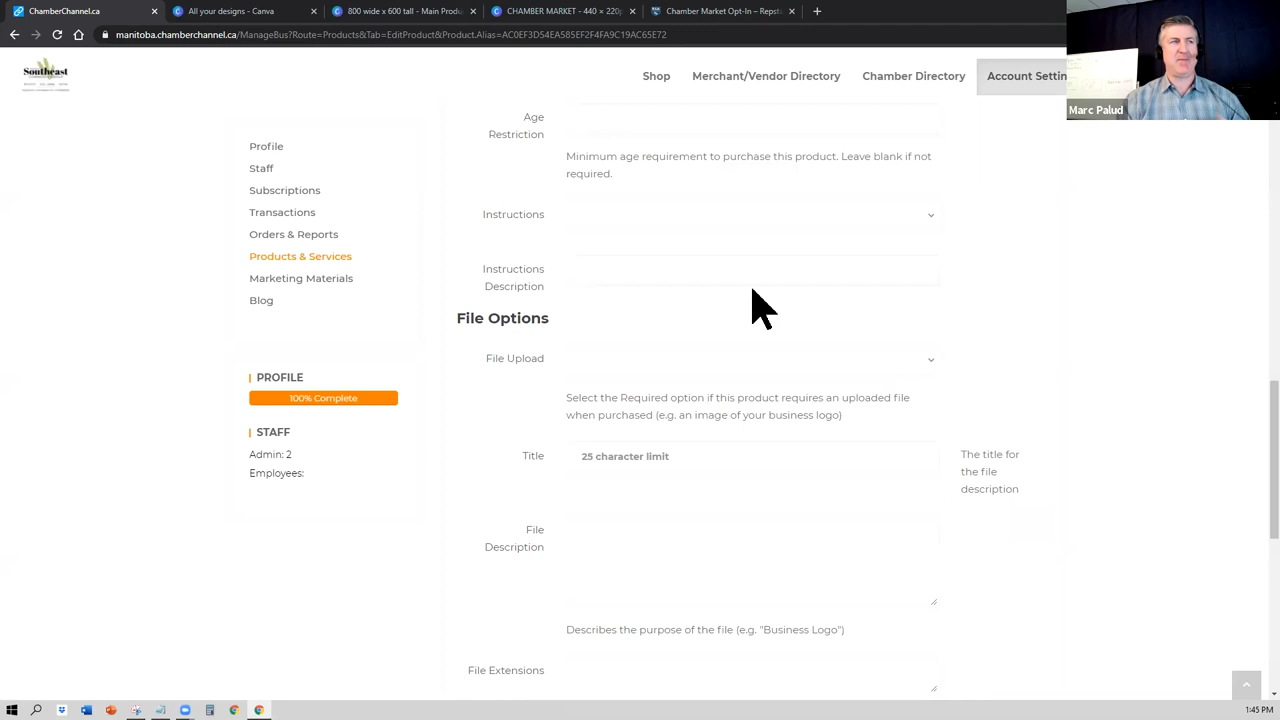 ChamberChanel.ca
All your designs - Canva
800 wide x 600 tall - Main Produ
CHAMBER MARKET - 440 × 220p
Chamber Market Opt-In – Repsta
manitoba.chamberchanal.ca/ManageBus?Route=Products&Tab=EditProduct&Product.Alias=AC0EF3D54EA585EF2F4FA9C19AC65E72
Southeast
Shop
Merchant/Vendor Directory
Chamber Directory
Account Settin
Marc Palud
Profile
Staff
Subscriptions
Transactions
Orders & Reports
Products & Services
Marketing Materials
Blog
PROFILE
100% Complete
STAFF
Admin: 2
Employees:
Age
Restriction
Minimum age requirement to purchase this product. Leave blank if not
required.
Instructions
Instructions
Description
File Options
File Upload
Select the Required option if this product requires an uploaded file
when purchased (e.g. an image of your business logo)
Title
25 character limit
The title for
the file
description
File
Description
Describes the purpose of the file (e.g. "Business Logo")
File Extensions
1:45 PM